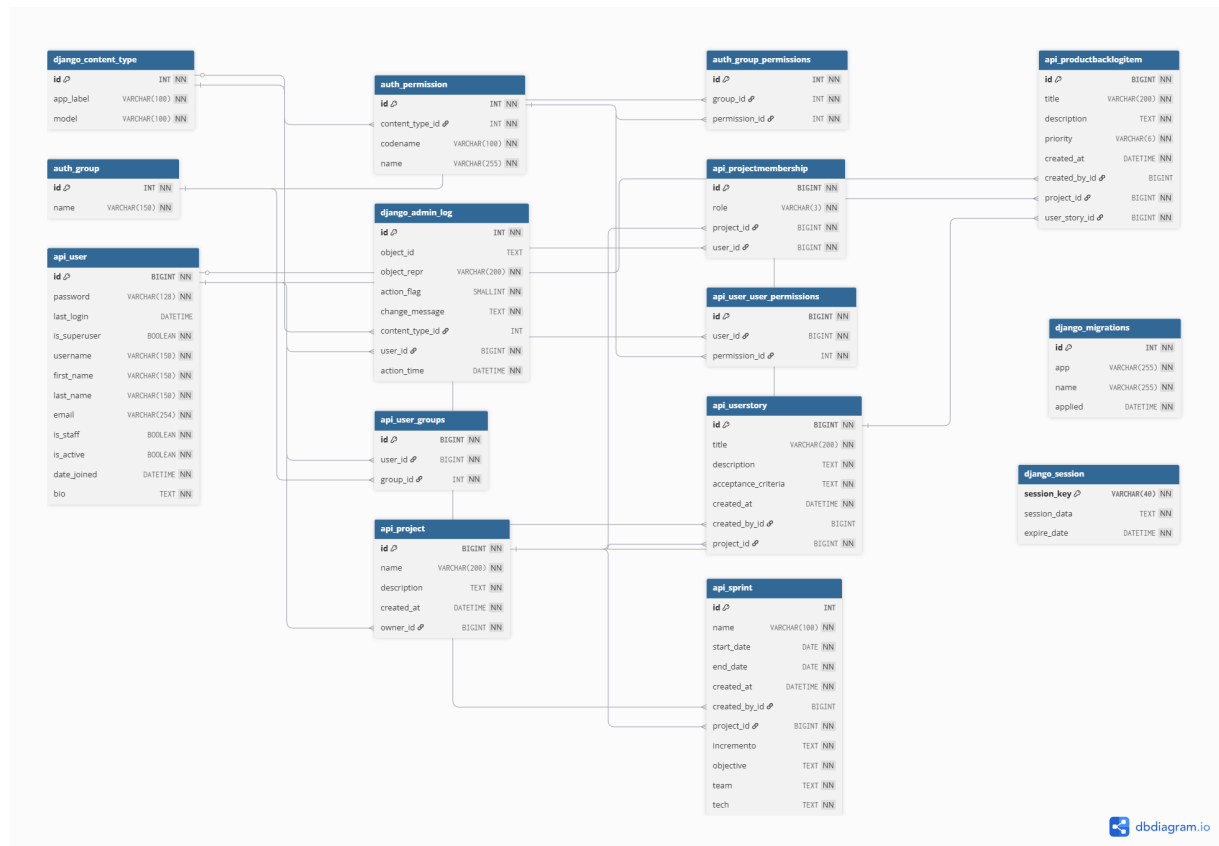 django_content_type
id INT NN
app_label VARCHAR(100) NN
model VARCHAR(100) NN
auth_group
id INT NN
name VARCHAR(150) NN
api_user
id BIGINT NN
password VARCHAR(128) NN
last_login DATETIME
is_superuser BOOLEAN NN
username VARCHAR(150) NN
first_name VARCHAR(150) NN
last_name VARCHAR(150) NN
email VARCHAR(254) NN
is_staff BOOLEAN NN
is_active BOOLEAN NN
date_joined DATETIME NN
bio TEXT NN
auth_permission
id INT NN
content_type_id INT NN
codename VARCHAR(100) NN
name VARCHAR(255) NN
django_admin_log
id INT NN
object_id TEXT
object_repr VARCHAR(200) NN
action_flag SMALLINT NN
change_message TEXT NN
content_type_id INT
user_id BIGINT NN
action_time DATETIME NN
api_user_groups
id BIGINT NN
user_id BIGINT NN
group_id INT NN
api_project
id BIGINT NN
name VARCHAR(200) NN
description TEXT NN
created_at DATETIME NN
owner_id BIGINT NN
auth_group_permissions
id INT NN
group_id INT NN
permission_id INT NN
api_projectmembership
id BIGINT NN
role VARCHAR(3) NN
project_id BIGINT NN
user_id BIGINT NN
api_user_user_permissions
id BIGINT NN
user_id BIGINT NN
permission_id INT NN
api_userstory
id BIGINT NN
title VARCHAR(200) NN
description TEXT NN
acceptance_criteria TEXT NN
created_at DATETIME NN
created_by_id BIGINT
project_id BIGINT NN
api_sprint
id INT
name VARCHAR(100) NN
start_date DATE NN
end_date DATE NN
created_at DATETIME NN
created_by_id BIGINT
project_id BIGINT NN
incremento TEXT NN
objective TEXT NN
team TEXT NN
tech TEXT NN
api_productbacklogitem
id BIGINT NN
title VARCHAR(200) NN
description TEXT NN
priority VARCHAR(6) NN
created_at DATETIME NN
created_by_id BIGINT
project_id BIGINT NN
user_story_id BIGINT NN
django_migrations
id INT NN
app VARCHAR(255) NN
name VARCHAR(255) NN
applied DATETIME NN
django_session
session_key VARCHAR(40) NN
session_data TEXT NN
expire_date DATETIME NN
dbdiagram.io